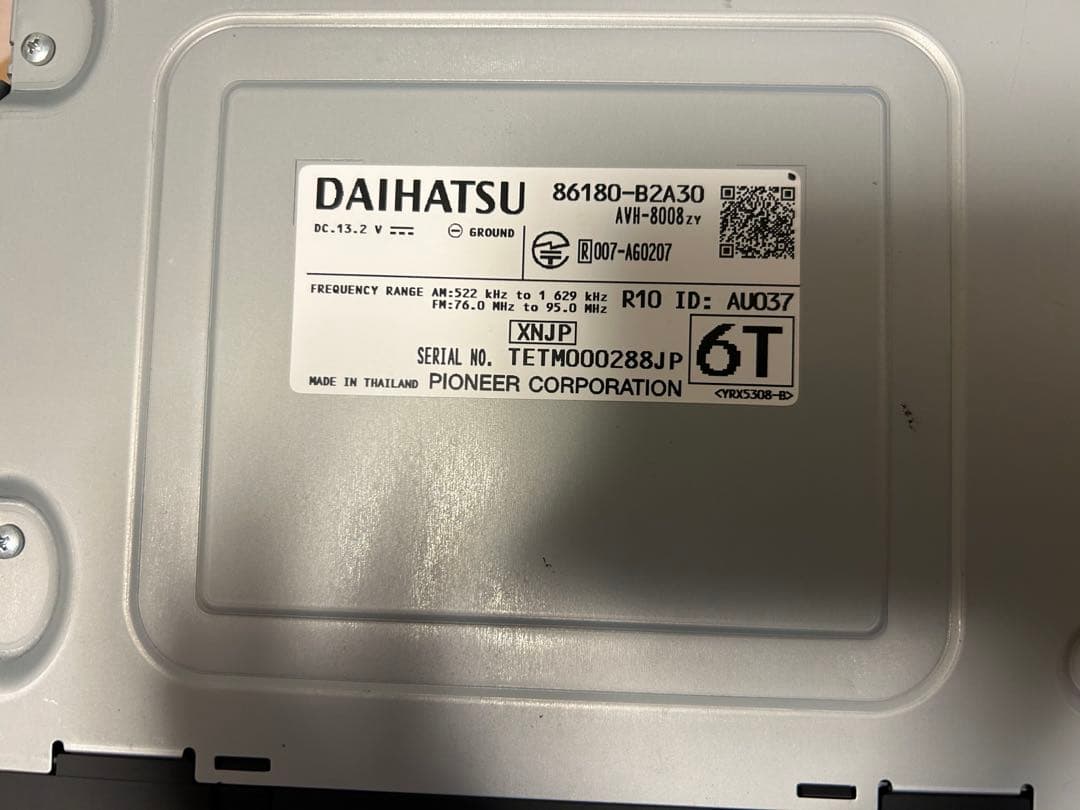 DAIHATSU 86180-B2A30
AVH-8008ZY
DC.13.2 V GROUND
R 007-A60207
FREQUENCY RANGE AM:522 kHz to 1 629 kHz
FM:76.0 MHz to 95.0 MHz
R10 ID: AU037
XNJP
6T
SERIAL NO. TETM000288JP
MADE IN THAILAND PIONEER CORPORATION
<YRX5308-B>